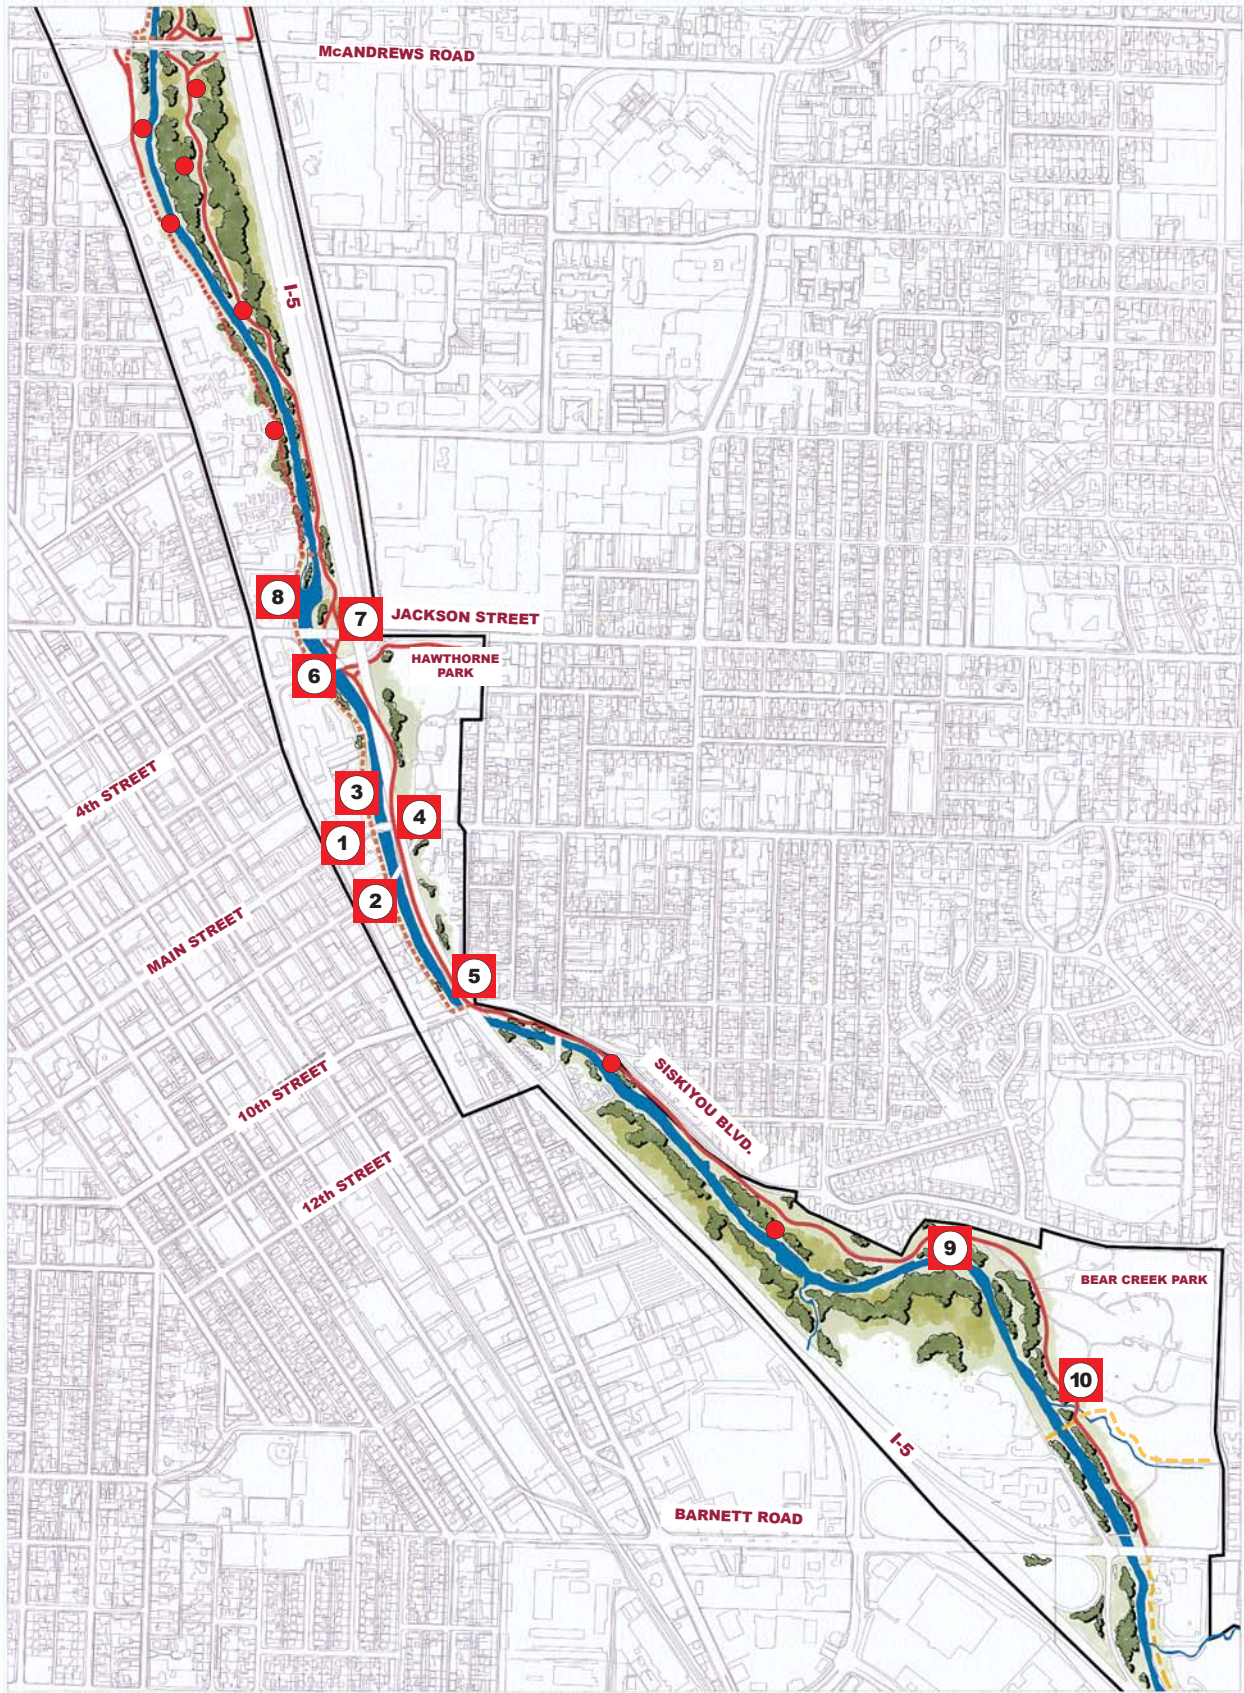 McANDREWS ROAD
I-5
8
7
JACKSON STREET
HAWTHORNE
PARK
6
4th STREET
3
4
1
2
MAIN STREET
5
SISKIYOU BLVD.
10th STREET
12th STREET
9
BEAR CREEK PARK
10
I-5
BARNETT ROAD